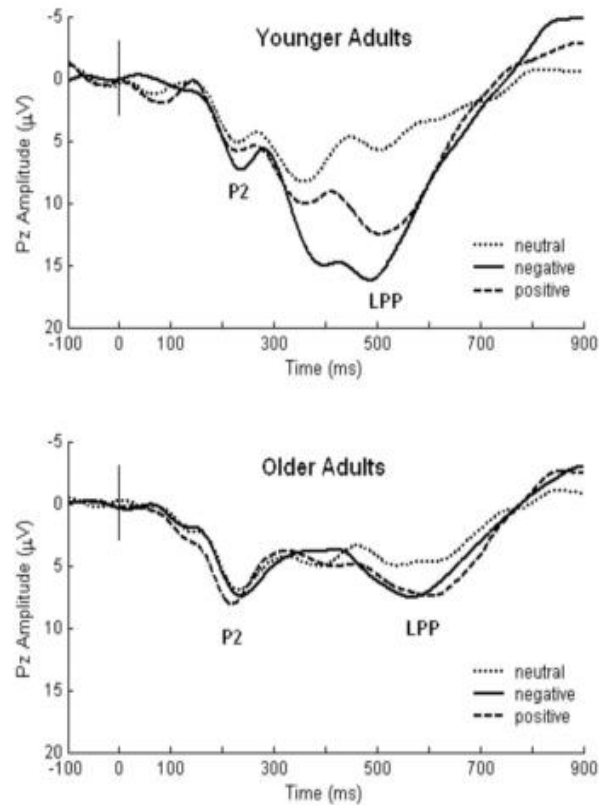 Younger Adults
Pz Amplitude (µV)
-5
0
5
10
15
20
P2
LPP
neutral
negative
positive
-100 0 100 300 500 700 900
Time (ms)
Older Adults
Pz Amplitude (µV)
-5
0
5
10
15
20
P2
LPP
neutral
negative
positive
-100 0 100 300 500 700 900
Time (ms)